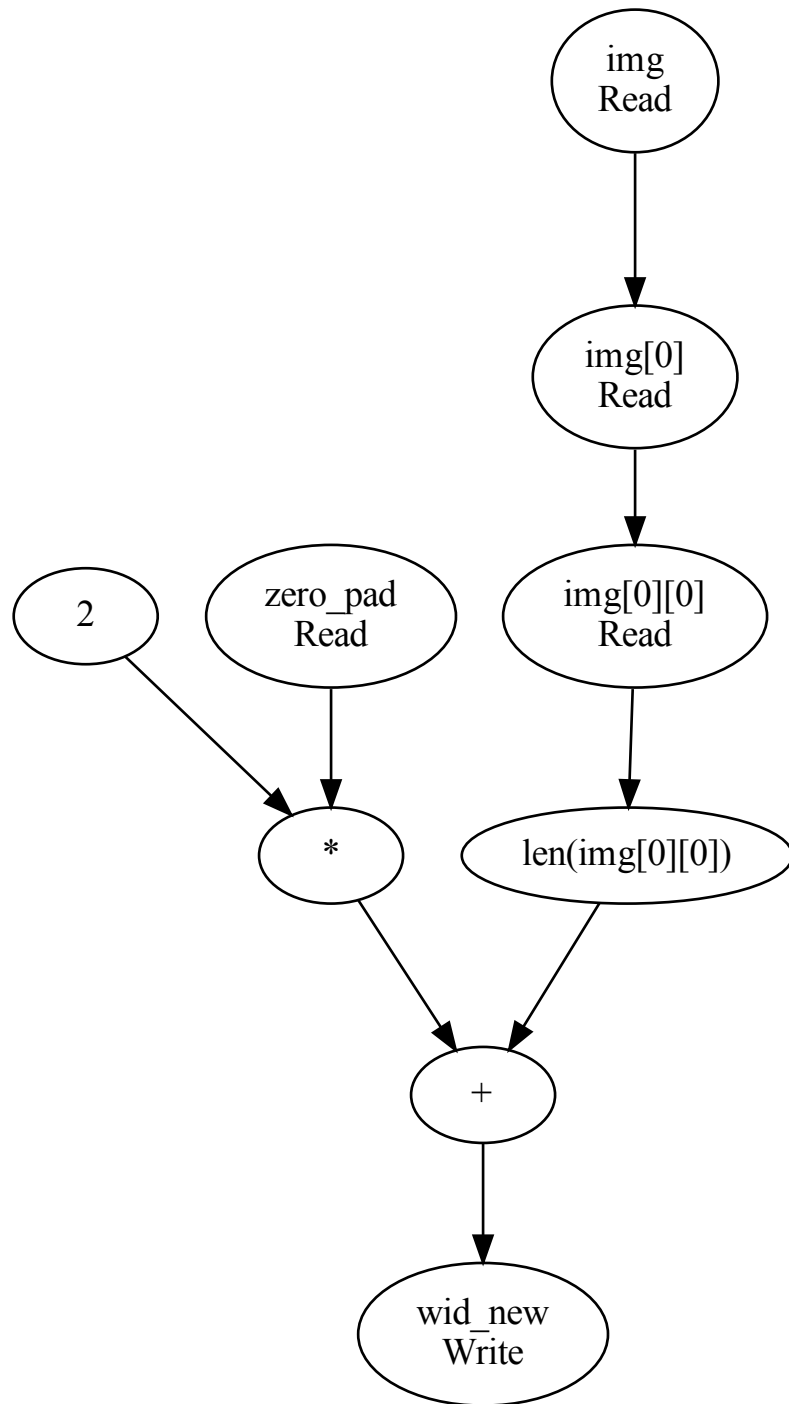 img
Read
img[0]
Read
2
zero_pad
Read
img[0][0]
Read
*
len(img[0][0])
+
wid_new
Write